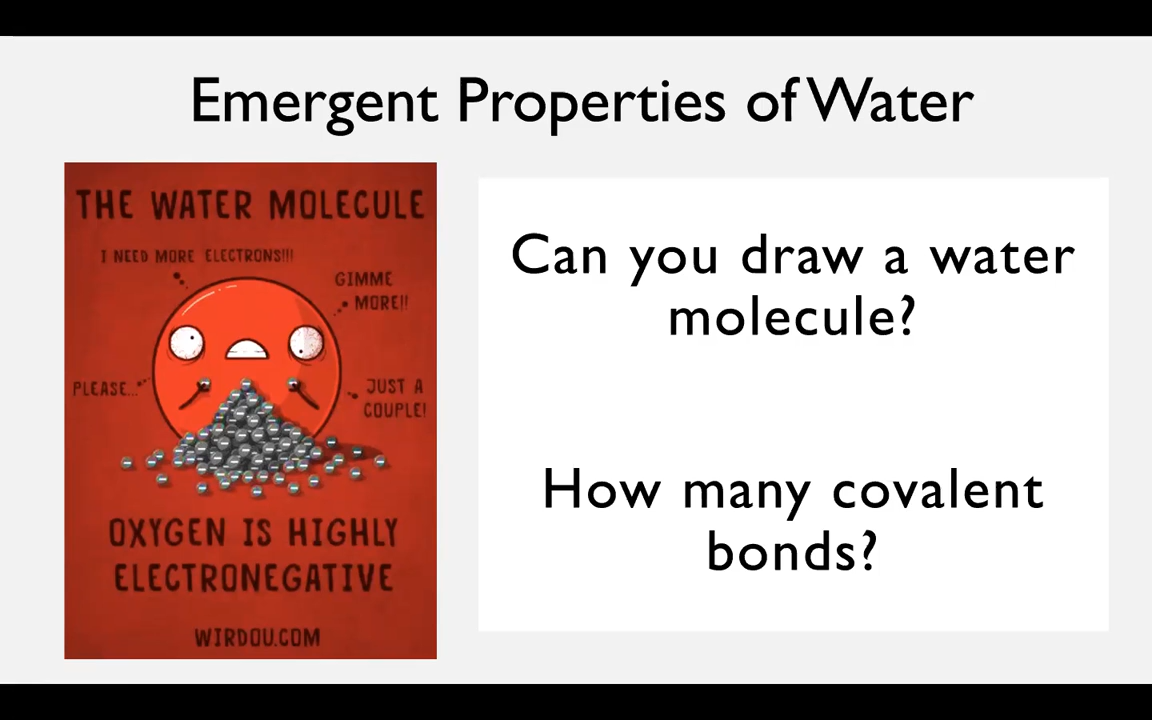 Emergent Properties of Water
THE WATER MOLECULE
I NEED MORE ELECTRONS!!!
GIMME
MORE!!
PLEASE...
JUST A
COUPLE!
OXYGEN IS HIGHLY
ELECTRONEGATIVE
WIRDOU.COM
Can you draw a water
molecule?
How many covalent
bonds?